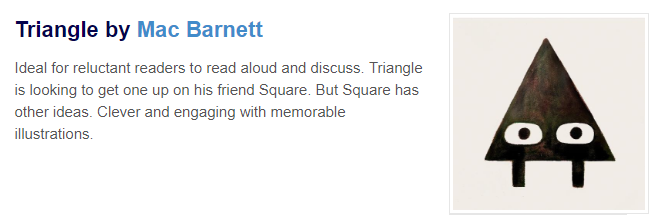 Triangle by Mac Barnett
Ideal for reluctant readers to read aloud and discuss. Triangle
is looking to get one up on his friend Square. But Square has
other ideas. Clever and engaging with memorable
illustrations.